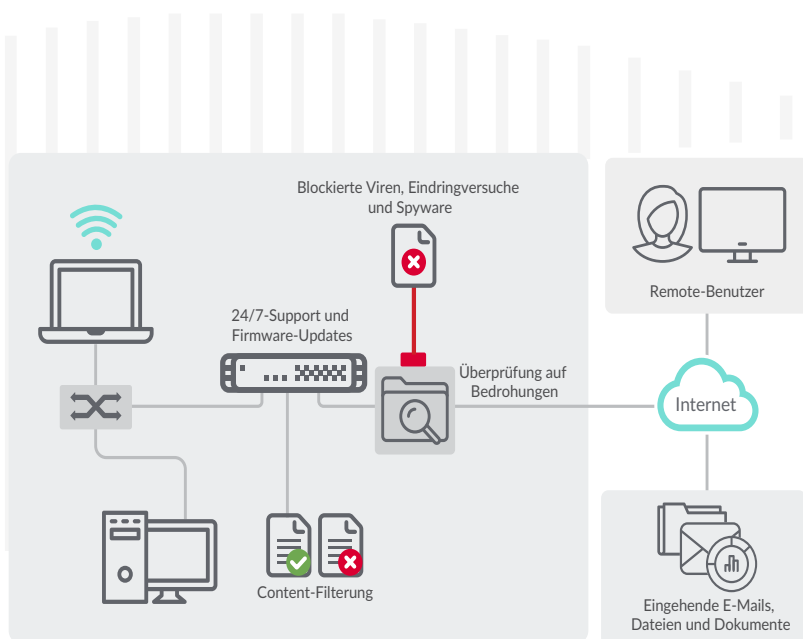 Blockierte Viren, Eindringversuche
und Spyware
24/7-Support und
Firmware-Updates
Überprüfung auf
Bedrohungen
Content-Filterung
Remote-Benutzer
Internet
Eingehende E-Mails,
Dateien und Dokumente